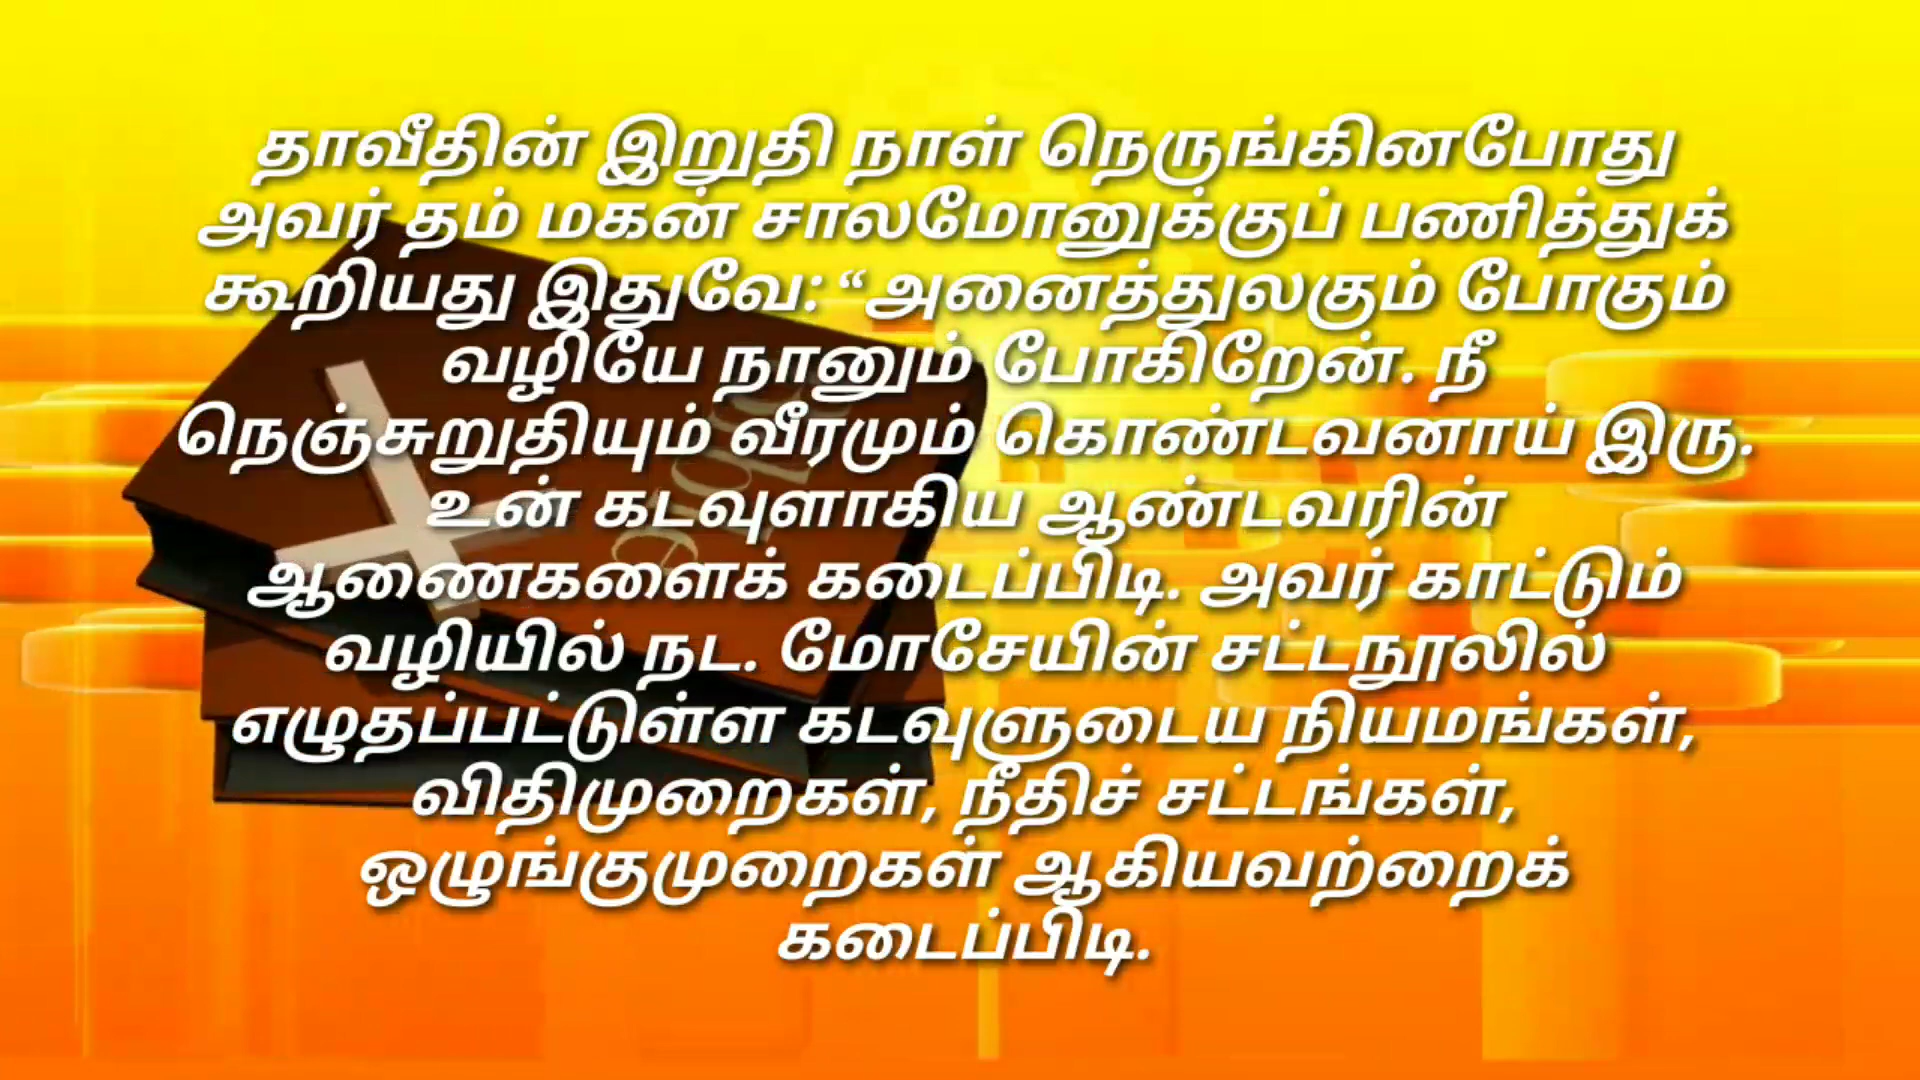 தாவீதின் இறுதி நாள் நெருங்கினபோது
அவர் தம் மகன் சாலமோனுக்குப் பணித்துக்
கூறியது இதுவே: “அனைத்துலகும் போகும்
வழியே நானும் போகிறேன். நீ
நெஞ்சுறுதியும் வீரமும் கொண்டவனாய் இரு.
உன் கடவுளாகிய ஆண்டவரின்
ஆணைகளைக் கடைப்பிடி. அவர் காட்டும்
வழியில் நட. மோசேயின் சட்டநூலில்
எழுதப்பட்டுள்ள கடவுளுடைய நியமங்கள்,
விதிமுறைகள், நீதிச் சட்டங்கள்,
ஒழுங்குமுறைகள் ஆகியவற்றைக்
கடைப்பிடி.